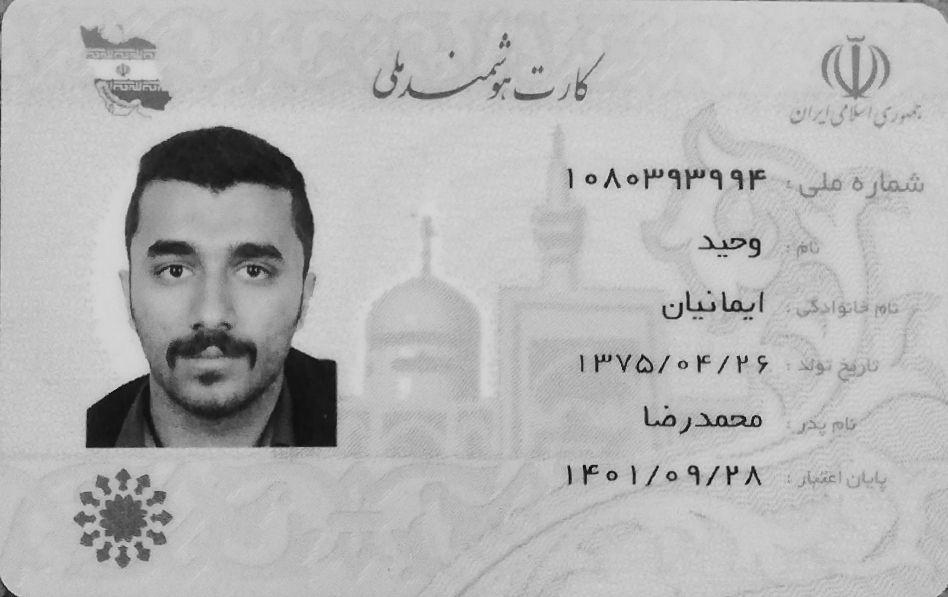 کارت هوشمند ملی
جمهوری اسلامی ایران
شماره ملی: ۱۰۸۰۳۹۳۹۹۴
نام: وحید
نام خانوادگی: ایمانیان
تاریخ تولد: ۱۳۷۵/۰۴/۲۶
نام پدر: محمدرضا
پایان اعتبار: ۱۴۰۱/۰۹/۲۸